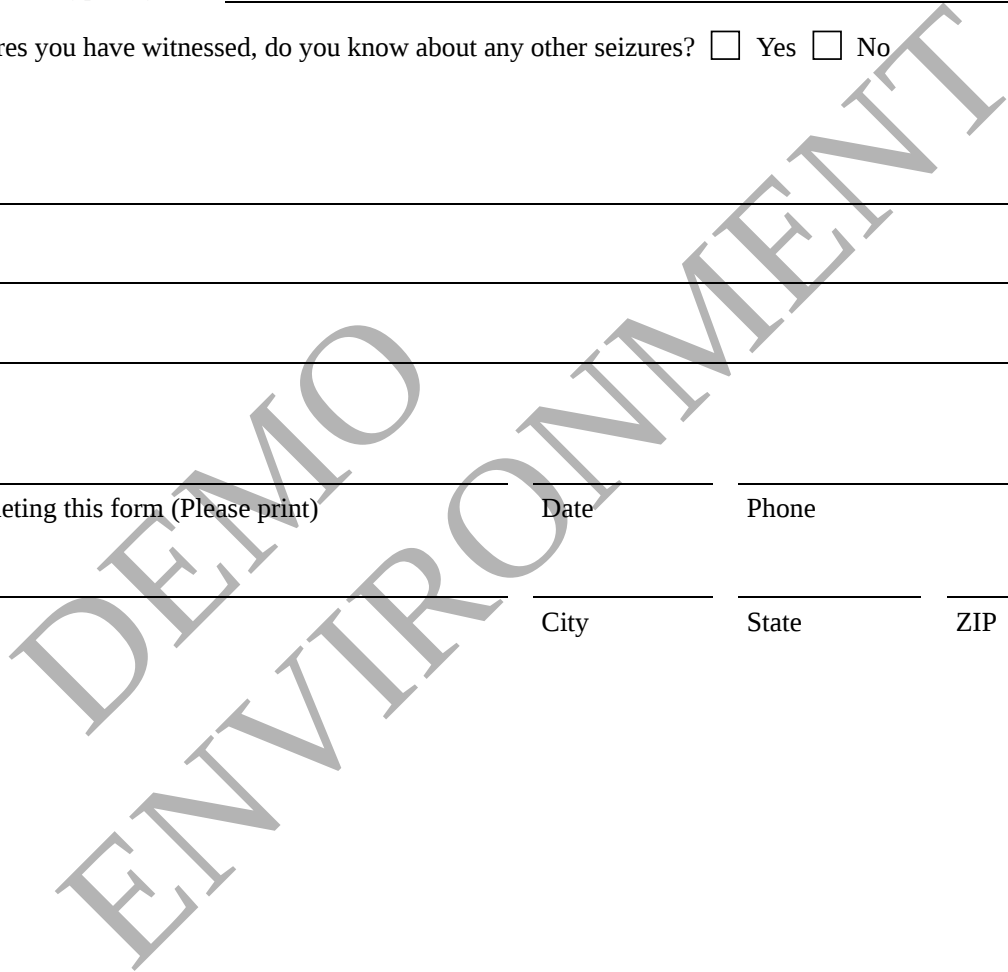 res you have witnessed, do you know about any other seizures? ☐ Yes ☐ No
eting this form (Please print) Date Phone
City State ZIP
DEMO
ENVIRONMENT